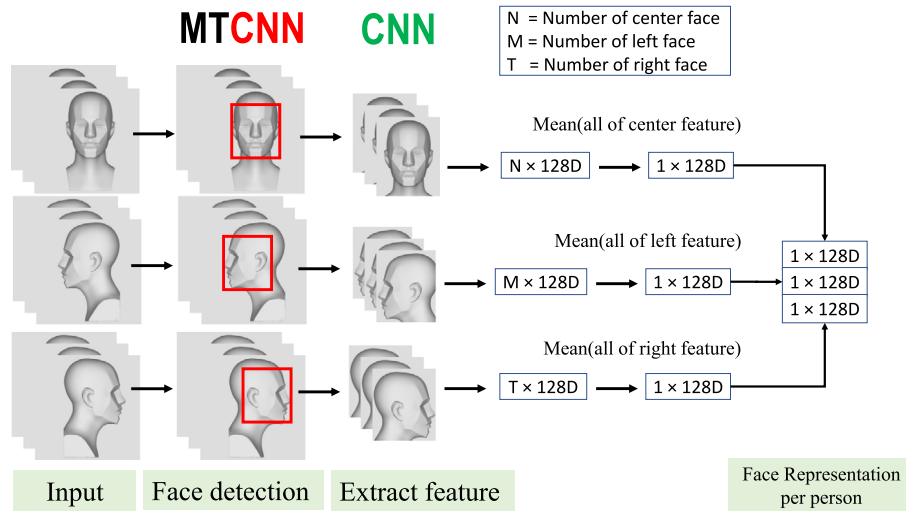 MTCNN
CNN
N = Number of center face
M = Number of left face
T = Number of right face
Mean(all of center feature)
N × 128D
1 × 128D
Mean(all of left feature)
M × 128D
1 × 128D
1 × 128D
1 × 128D
1 × 128D
Mean(all of right feature)
T × 128D
1 × 128D
Input
Face detection
Extract feature
Face Representation
per person